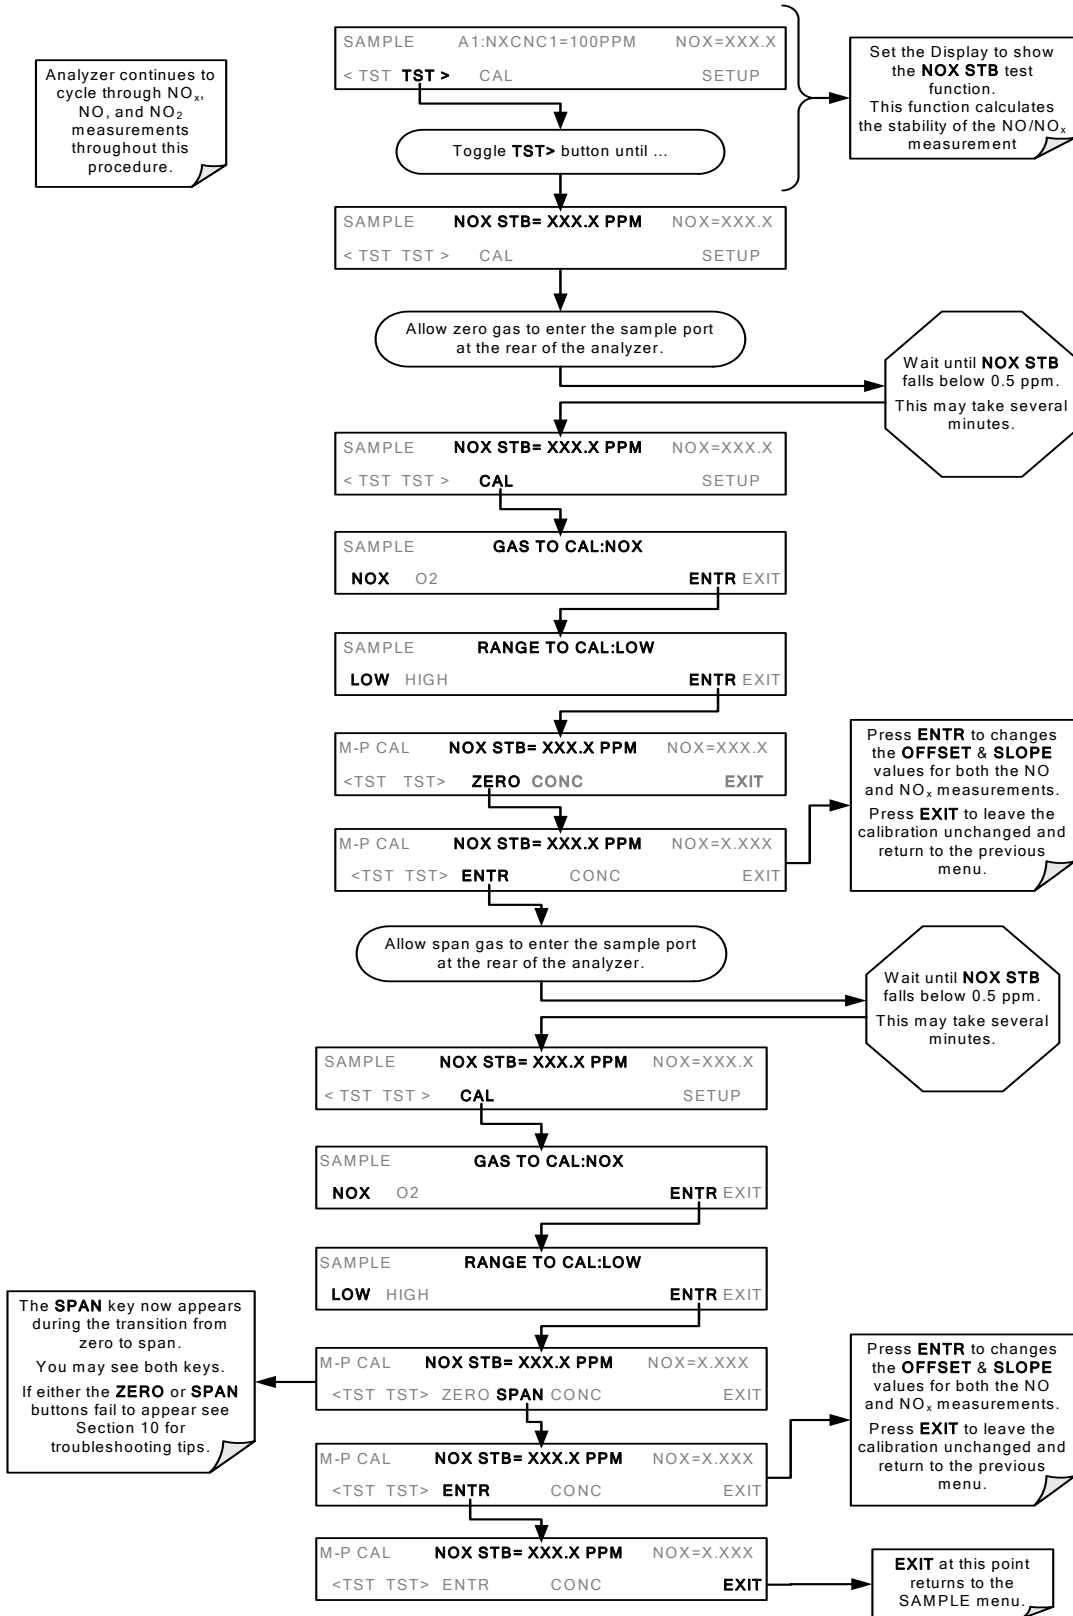 SAMPLE A1:NXCNC1=100PPM NOX=XXX.X
< TST TST > CAL SETUP
Set the Display to show
the NOX STB test
function.
This function calculates
the stability of the NO/NOx
measurement
Analyzer continues to
cycle through NOx,
NO, and NO2
measurements
throughout this
procedure.
Toggle TST> button until ...
SAMPLE NOX STB= XXX.X PPM NOX=XXX.X
< TST TST > CAL SETUP
Allow zero gas to enter the sample port
at the rear of the analyzer.
Wait until NOX STB
falls below 0.5 ppm.
This may take several
minutes.
SAMPLE NOX STB= XXX.X PPM NOX=XXX.X
< TST TST > CAL SETUP
SAMPLE GAS TO CAL:NOX
NOX O2 ENTR EXIT
SAMPLE RANGE TO CAL:LOW
LOW HIGH ENTR EXIT
M-P CAL NOX STB= XXX.X PPM NOX=XXX.X
<TST TST> ZERO CONC EXIT
Press ENTR to changes
the OFFSET & SLOPE
values for both the NO
and NOx measurements.
Press EXIT to leave the
calibration unchanged and
return to the previous
menu.
M-P CAL NOX STB= XXX.X PPM NOX=X.XXX
<TST TST> ENTR CONC EXIT
Allow span gas to enter the sample port
at the rear of the analyzer.
Wait until NOX STB
falls below 0.5 ppm.
This may take several
minutes.
SAMPLE NOX STB= XXX.X PPM NOX=XXX.X
< TST TST > CAL SETUP
SAMPLE GAS TO CAL:NOX
NOX O2 ENTR EXIT
SAMPLE RANGE TO CAL:LOW
LOW HIGH ENTR EXIT
The SPAN key now appears
during the transition from
zero to span.
You may see both keys.
If either the ZERO or SPAN
buttons fail to appear see
Section 10 for
troubleshooting tips.
M-P CAL NOX STB= XXX.X PPM NOX=X.XXX
<TST TST> ZERO SPAN CONC EXIT
Press ENTR to changes
the OFFSET & SLOPE
values for both the NO
and NOx measurements.
Press EXIT to leave the
calibration unchanged and
return to the previous
menu.
M-P CAL NOX STB= XXX.X PPM NOX=X.XXX
<TST TST> ENTR CONC EXIT
M-P CAL NOX STB= XXX.X PPM NOX=X.XXX
<TST TST> ENTR CONC EXIT
EXIT at this point
returns to the
SAMPLE menu.